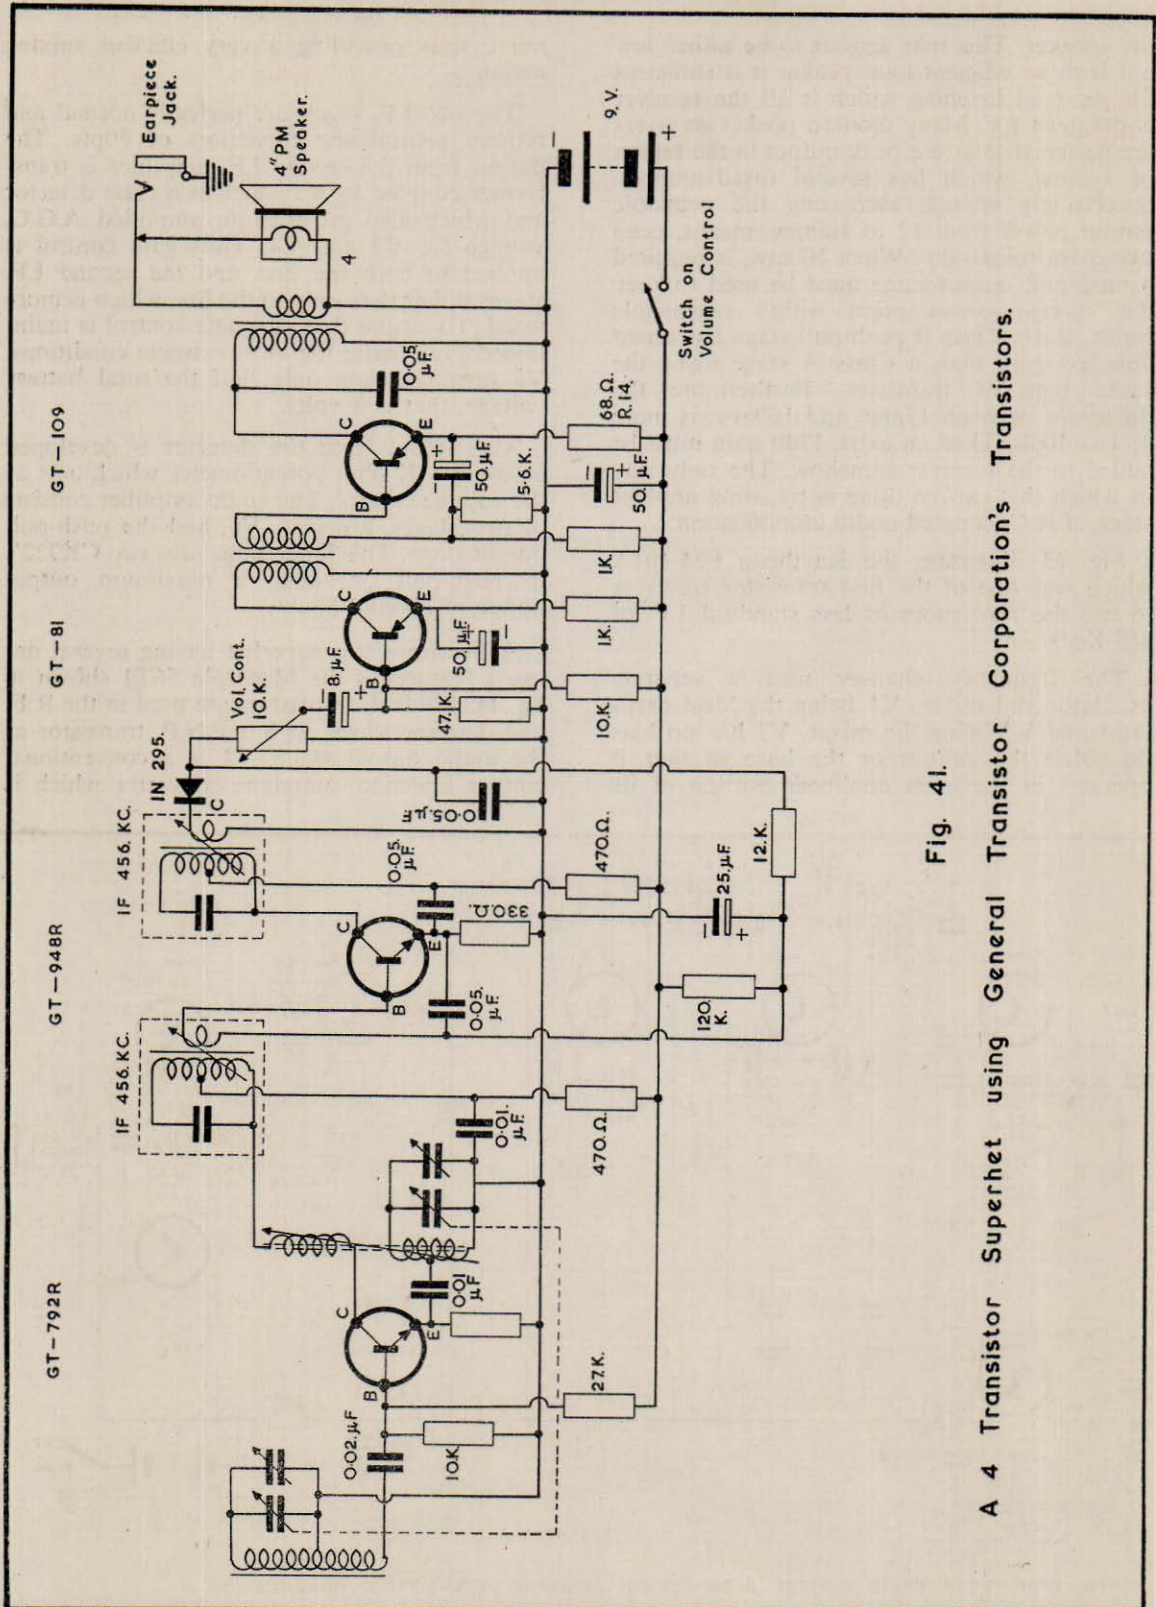 GT-792R
GT-948R
GT-81
GT-109
IF 456.KC.
IF 456.KC.
IN 295.
Vol. Cont.
10.K.
Earpiece
Jack.
4" PM
Speaker.
4
C
B
E
C
B
E
C
C
B
E
C
B
E
0·02.µF
10.K.
0·01
µF
0·01.
µF.
27.K.
470.Ω.
0·05.
µF.
0·05.
µF.
330.Ω.
470.Ω.
0·05.µF
8.µF
47.K.
10.K.
50.µF.
1.K.
1.K.
50.µF.
5·6.K.
0·05.
µF.
50.µF.
68.Ω.
R.14.
120.
K.
25.µF.
12.K.
9.V.
Switch on
Volume Control
Fig. 41.
A 4 Transistor Superhet using General Transistor Corporation's Transistors.